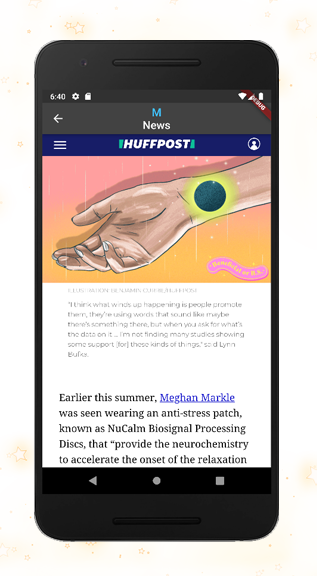 6:40
DEBUG
M
News
HUFFPOST
Beneficial or B.S.
ILLUSTRATION: BENJAMIN CURRIE/HUFFPOST
"I think what winds up happening is people promote
them, they're using words that sound like maybe
there's something there, but when you ask for what's
the data on it ... I'm not finding many studies showing
some support [for] these kinds of things," said Lynn
Bufka.
Earlier this summer, Meghan Markle
was seen wearing an anti-stress patch,
known as NuCalm Biosignal Processing
Discs, that “provide the neurochemistry
to accelerate the onset of the relaxation